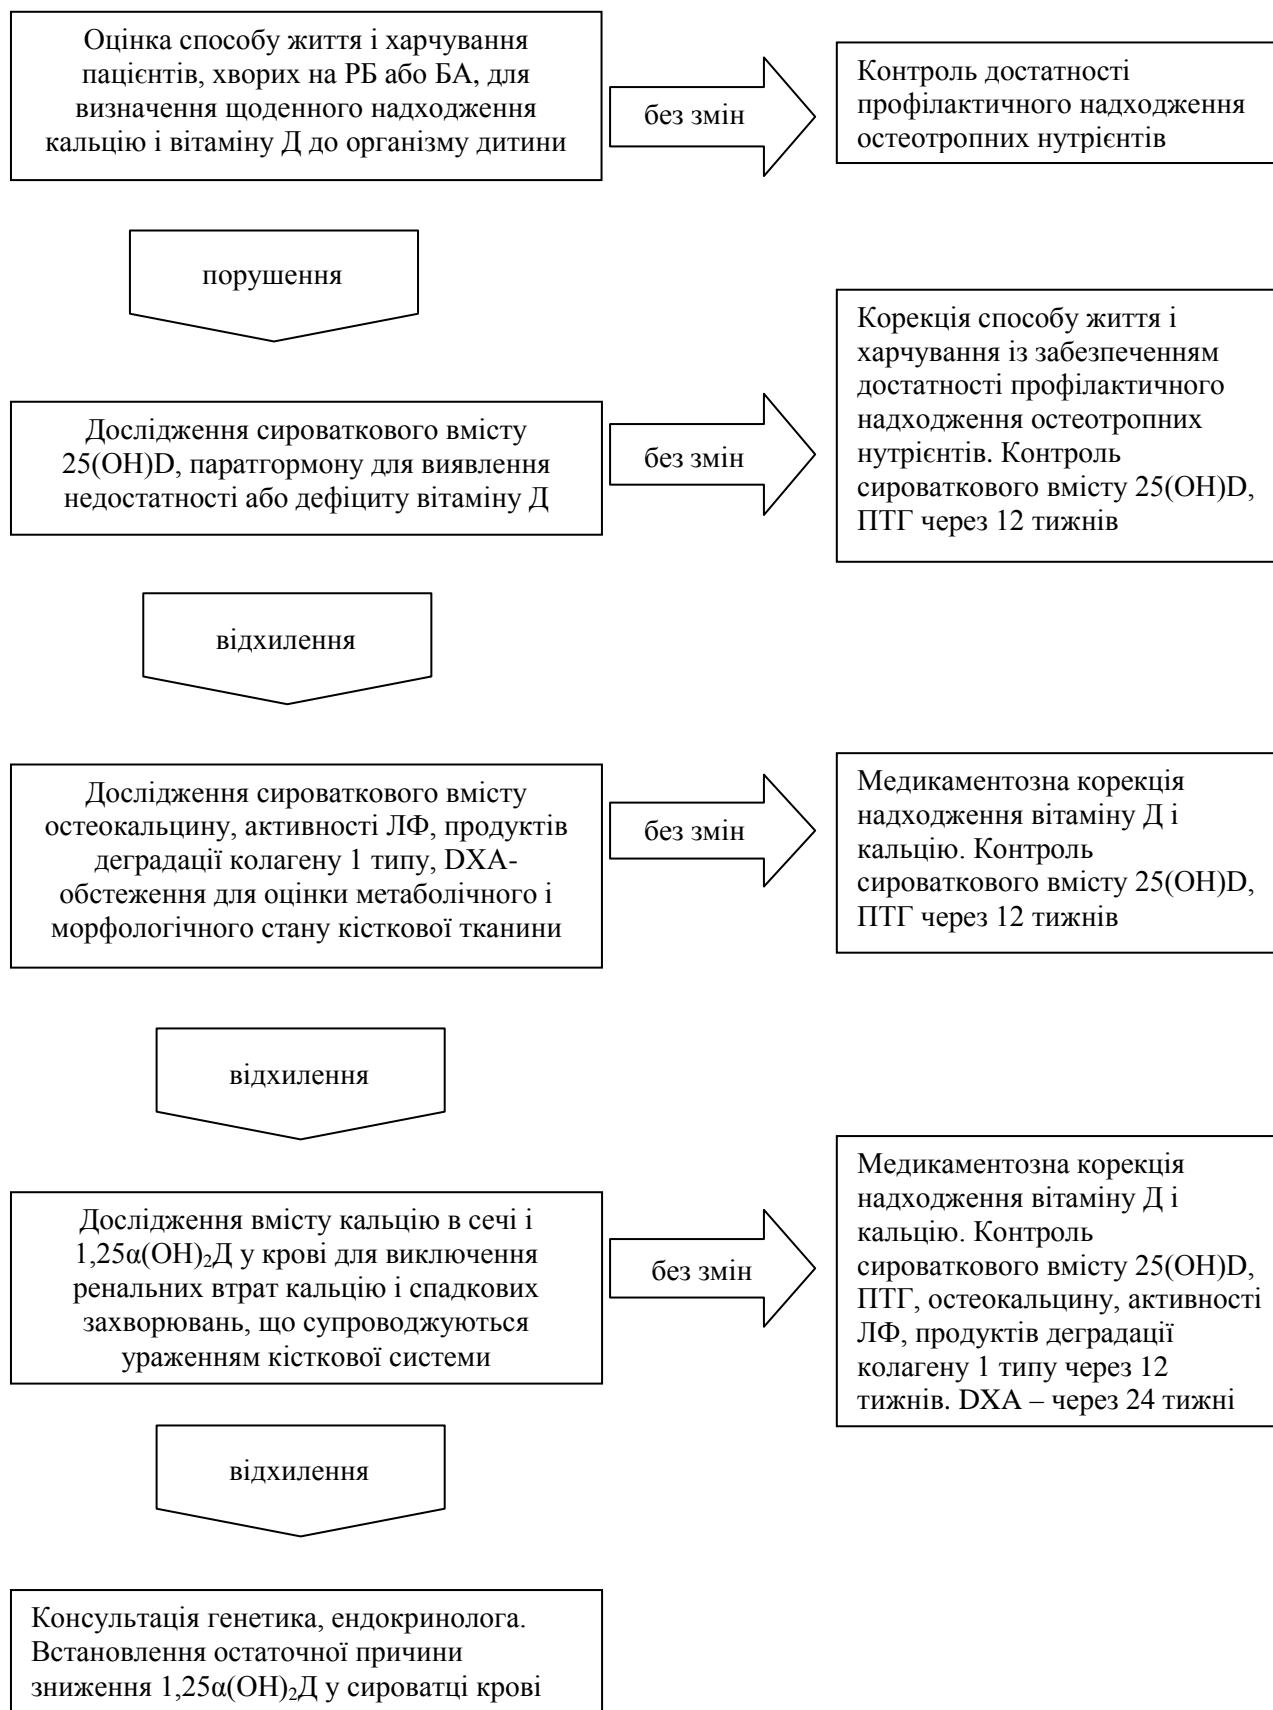 Оцінка способу життя і харчування
пацієнтів, хворих на РБ або БА, для
визначення щоденного надходження
кальцію і вітаміну Д до організму дитини
без змін
Контроль достатності
профілактичного надходження
остеотропних нутрієнтів
порушення
Дослідження сироваткового вмісту
25(OH)D, паратгормону для виявлення
недостатності або дефіциту вітаміну Д
без змін
Корекція способу життя і
харчування із забезпеченням
достатності профілактичного
надходження остеотропних
нутрієнтів. Контроль
сироваткового вмісту 25(OH)D,
ПТГ через 12 тижнів
відхилення
Дослідження сироваткового вмісту
остеокальцину, активності ЛФ, продуктів
деградації колагену 1 типу, DXA-
обстеження для оцінки метаболічного і
морфологічного стану кісткової тканини
без змін
Медикаментозна корекція
надходження вітаміну Д і
кальцію. Контроль
сироваткового вмісту 25(OH)D,
ПТГ через 12 тижнів
відхилення
Дослідження вмісту кальцію в сечі і
1,25α(OH)₂Д у крові для виключення
ренальних втрат кальцію і спадкових
захворювань, що супроводжуються
ураженням кісткової системи
без змін
Медикаментозна корекція
надходження вітаміну Д і
кальцію. Контроль
сироваткового вмісту 25(OH)D,
ПТГ, остеокальцину, активності
ЛФ, продуктів деградації
колагену 1 типу через 12
тижнів. DXA – через 24 тижні
відхилення
Консультація генетика, ендокринолога.
Встановлення остаточної причини
зниження 1,25α(OH)₂Д у сироватці крові